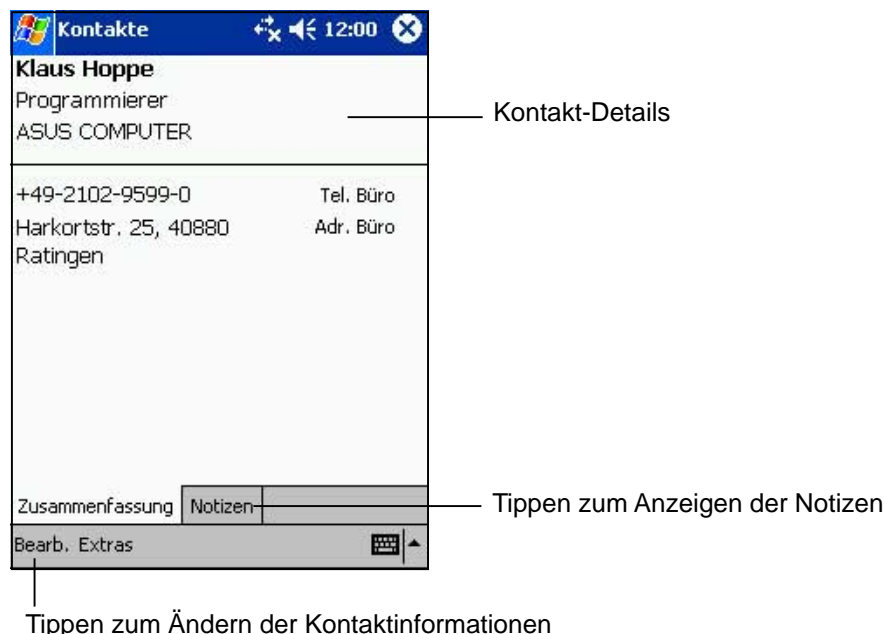 Kontakte 12:00
Klaus Hoppe
Programmierer
ASUS COMPUTER
Kontakt-Details
+49-2102-9599-0 Tel. Büro
Harkortstr. 25, 40880 Adr. Büro
Ratingen
Zusammenfassung Notizen
Tippen zum Anzeigen der Notizen
Bearb. Extras
Tippen zum Ändern der Kontaktinformationen